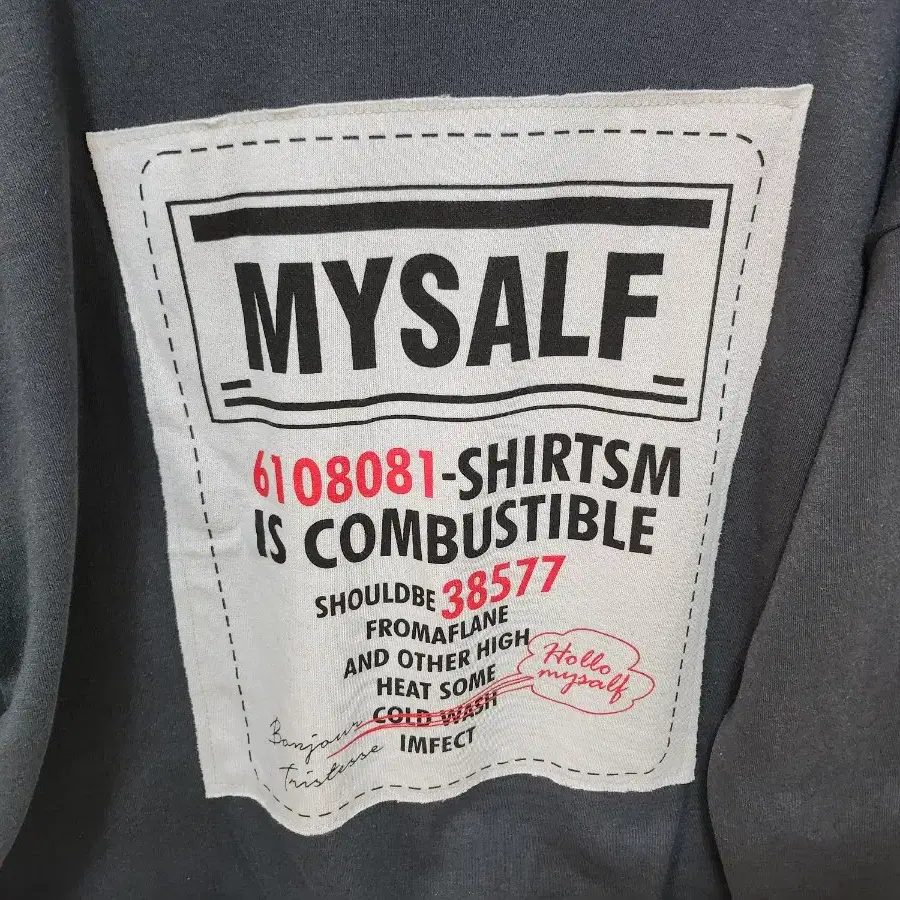 MYSALF
6108081-SHIRTSM
IS COMBUSTIBLE
SHOULDBE 38577
FROMAFLANE
AND OTHER HIGH
HEAT SOME
COLD WASH
IMFECT
Hollo
mysalf
Bonjour
Tristesse